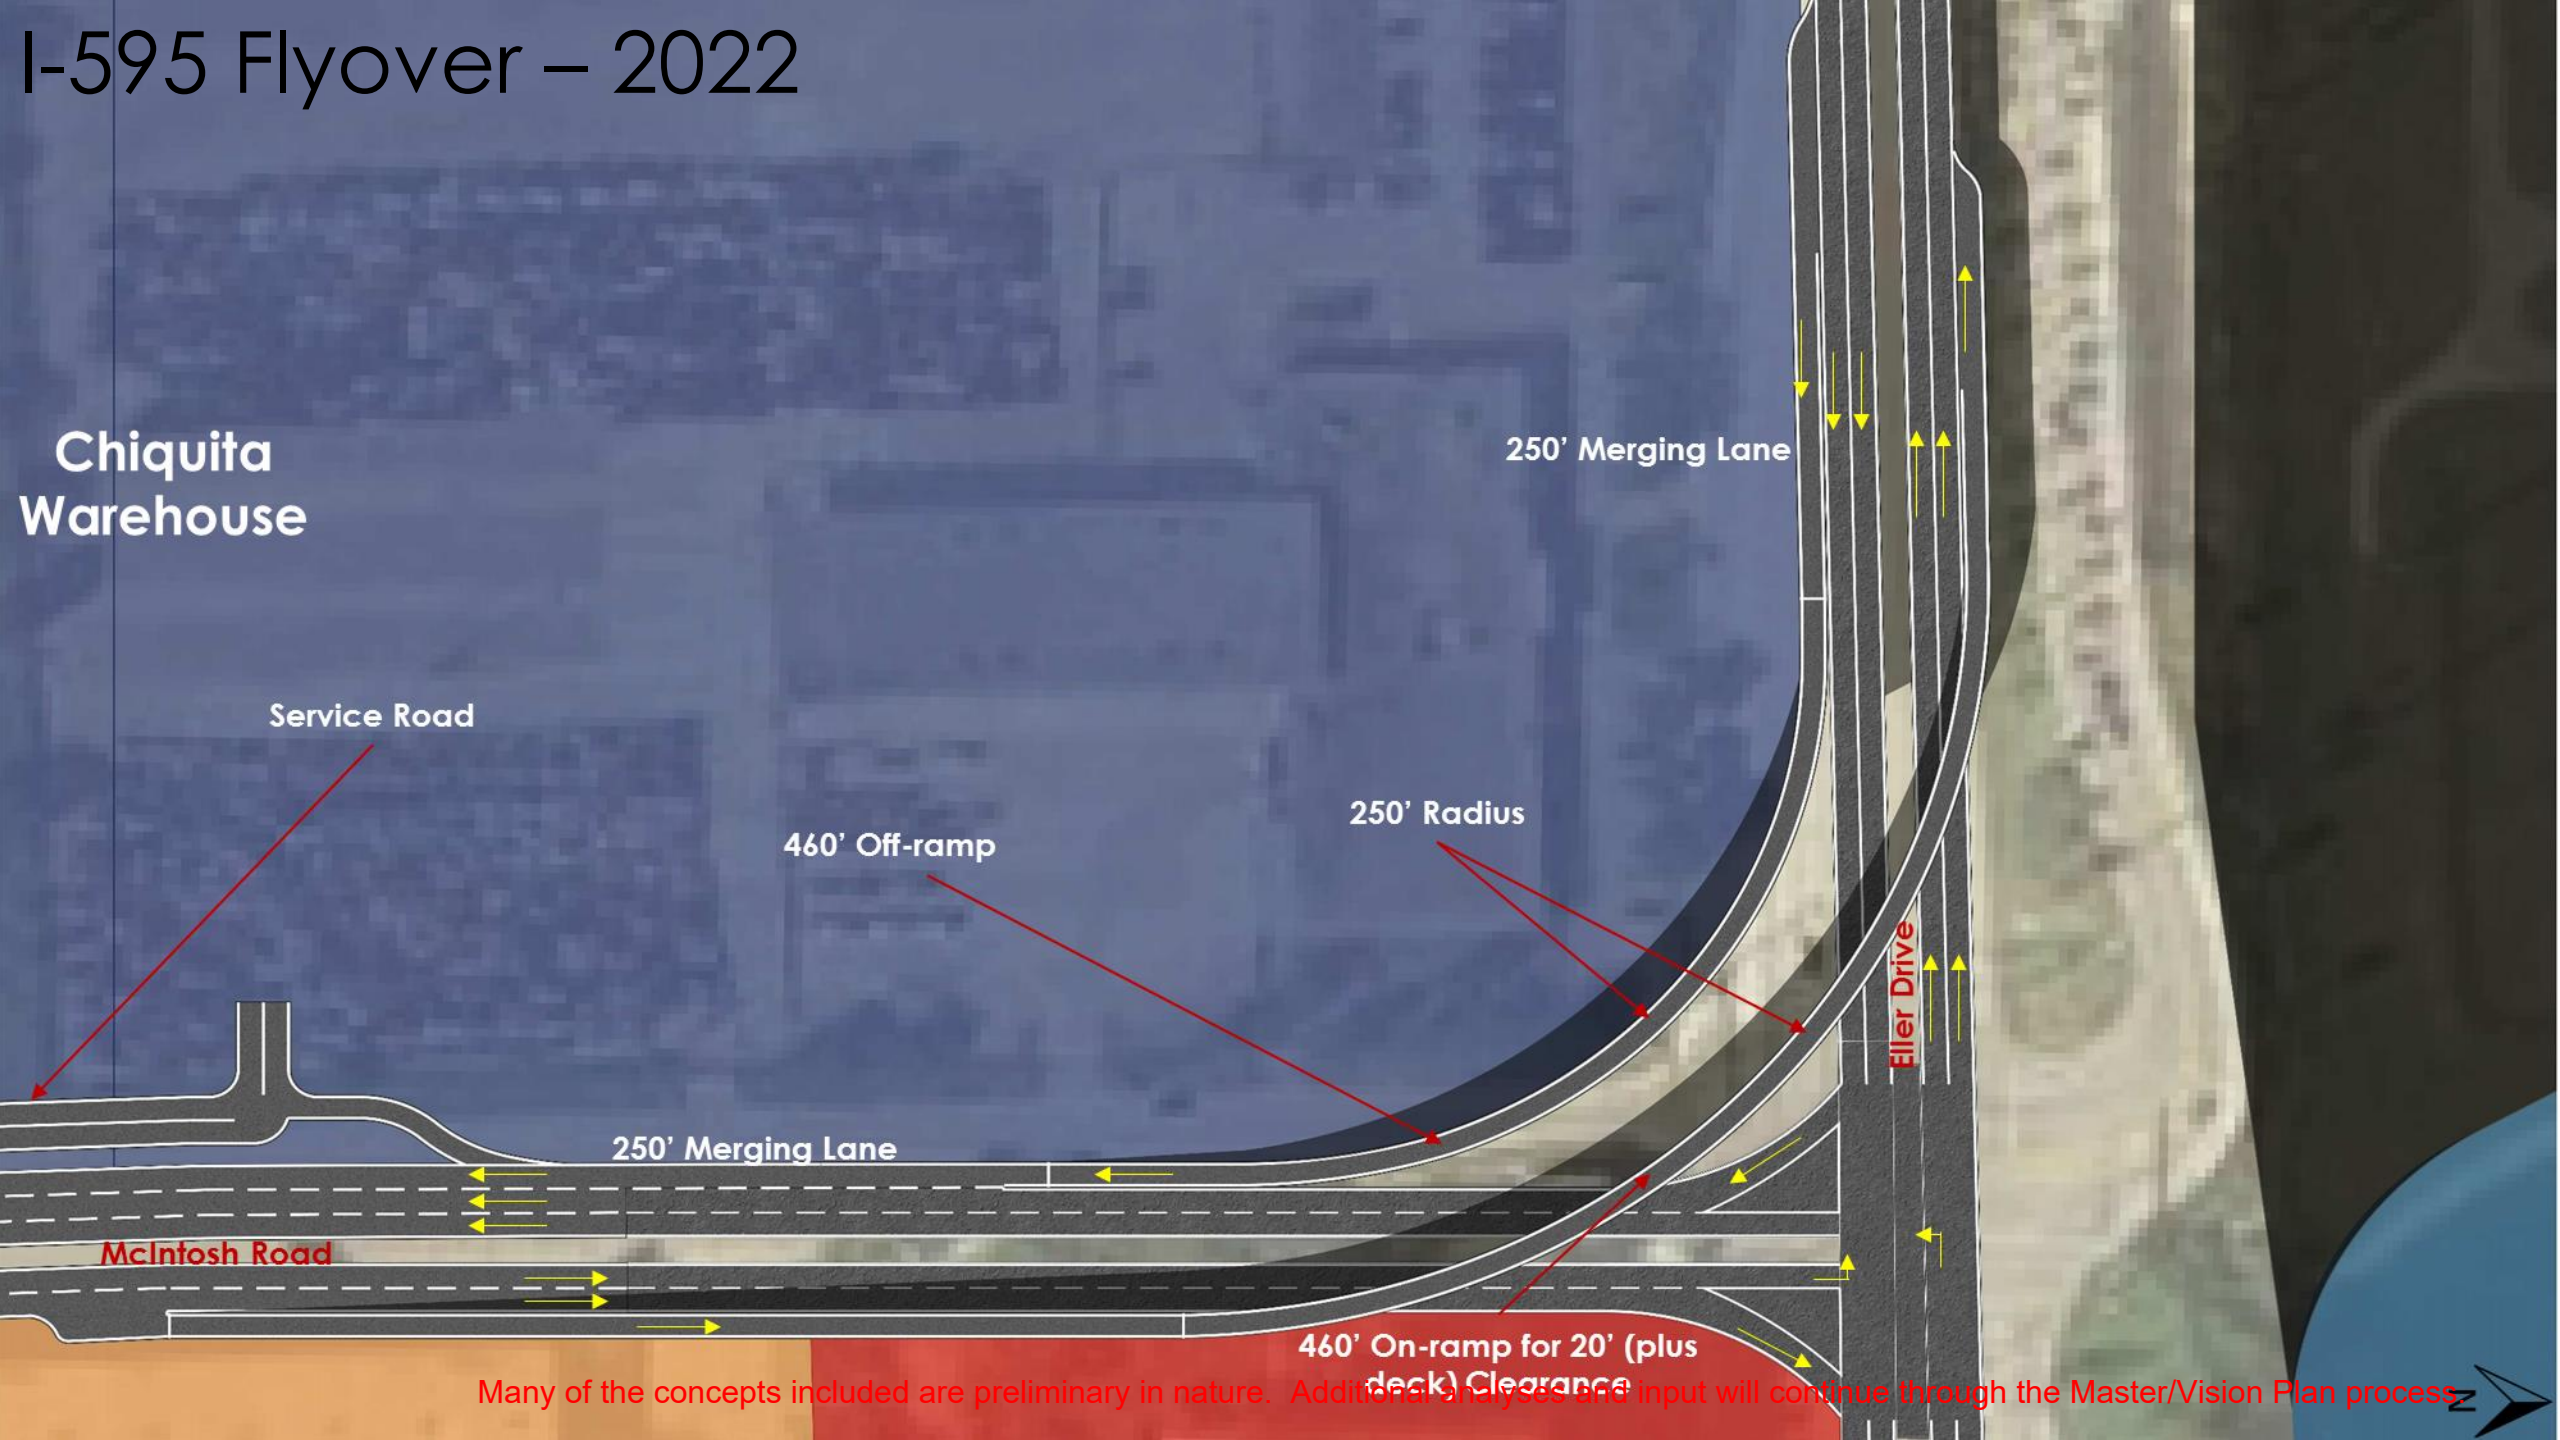 I-595 Flyover – 2022
Chiquita
Warehouse
250’ Merging Lane
Service Road
250’ Radius
460’ Off-ramp
Eller Drive
250’ Merging Lane
McIntosh Road
460’ On-ramp for 20’ (plus
deck) Clearance
Many of the concepts included are preliminary in nature.  Additional analyses and input will continue through the Master/Vision Plan process.
N